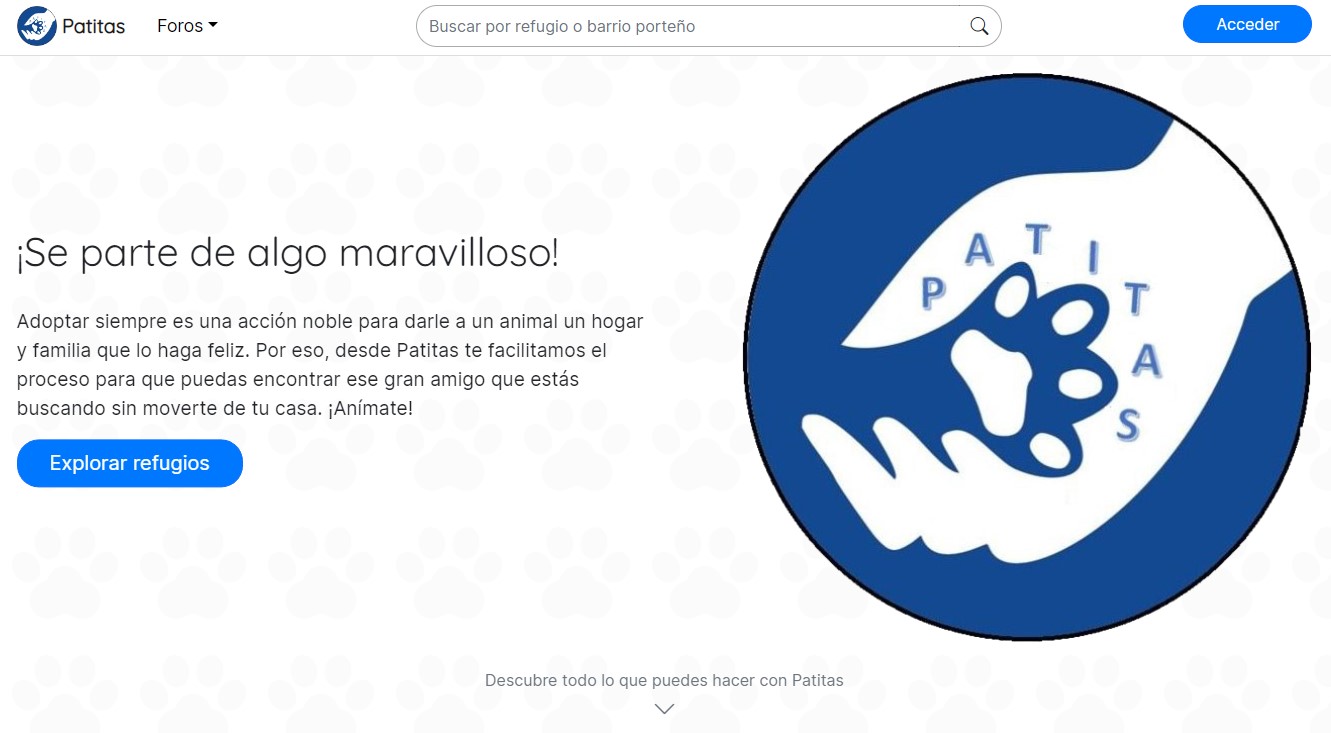 Patitas
Foros
Buscar por refugio o barrio porteño
Acceder
¡Se parte de algo maravilloso!
Adoptar siempre es una acción noble para darle a un animal un hogar
y familia que lo haga feliz. Por eso, desde Patitas te facilitamos el
proceso para que puedas encontrar ese gran amigo que estás
buscando sin moverte de tu casa. ¡Anímate!
Explorar refugios
PATITAS
Descubre todo lo que puedes hacer con Patitas